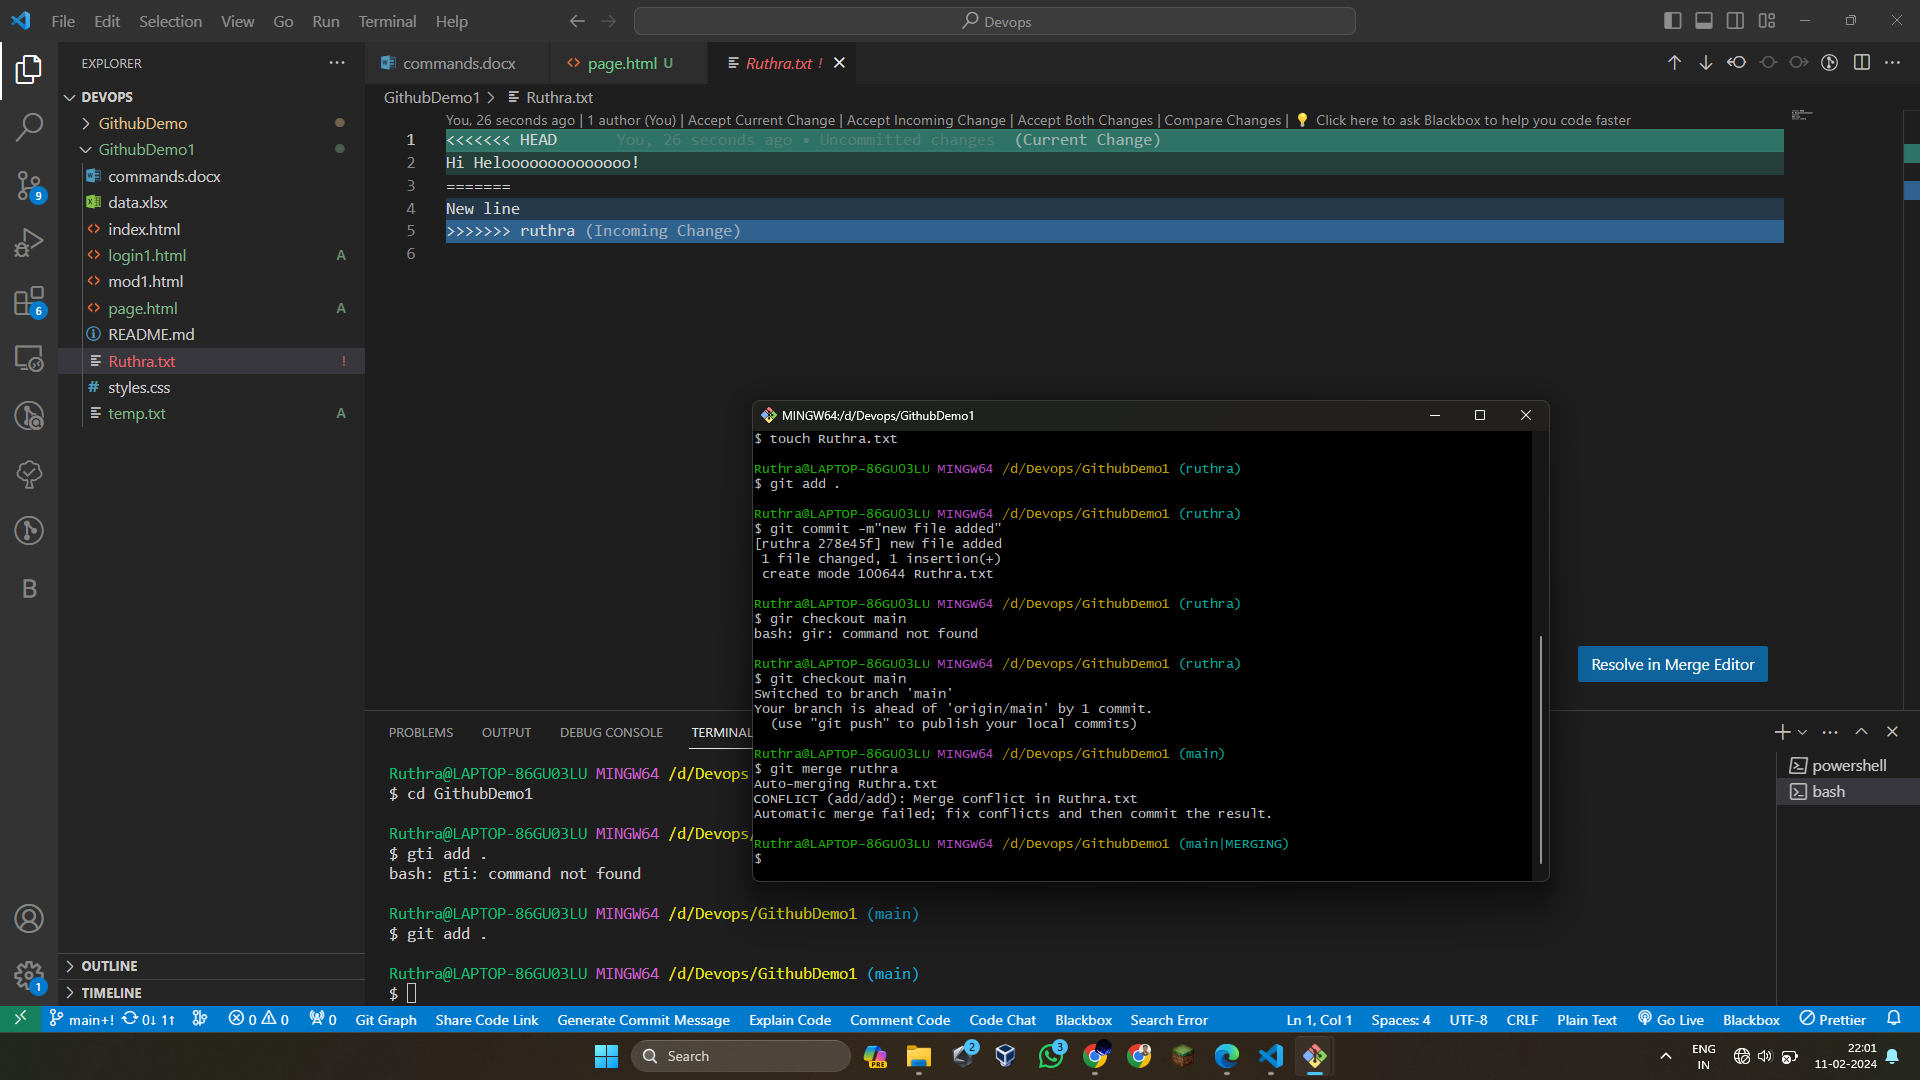 File Edit Selection View Go Run Terminal Help
Devops
EXPLORER
DEVOPS
GithubDemo
GithubDemo1
commands.docx
data.xlsx
index.html
login1.html A
mod1.html
page.html A
README.md
Ruthra.txt !
styles.css
temp.txt A
OUTLINE
TIMELINE
9
6
B
1
commands.docx
page.html U
Ruthra.txt !
GithubDemo1 > Ruthra.txt
You, 26 seconds ago | 1 author (You) | Accept Current Change | Accept Incoming Change | Accept Both Changes | Compare Changes | Click here to ask Blackbox to help you code faster
1 <<<<<<< HEAD You, 26 seconds ago • Uncommitted changes (Current Change)
2 Hi Helooooooooooooooo!
3 =======
4 New line
5 >>>>>>> ruthra (Incoming Change)
6
Resolve in Merge Editor
MINGW64:/d/Devops/GithubDemo1
$ touch Ruthra.txt
Ruthra@LAPTOP-86GU03LU MINGW64 /d/Devops/GithubDemo1 (ruthra)
$ git add .
Ruthra@LAPTOP-86GU03LU MINGW64 /d/Devops/GithubDemo1 (ruthra)
$ git commit -m"new file added"
[ruthra 278e45f] new file added
1 file changed, 1 insertion(+)
create mode 100644 Ruthra.txt
Ruthra@LAPTOP-86GU03LU MINGW64 /d/Devops/GithubDemo1 (ruthra)
$ gir checkout main
bash: gir: command not found
Ruthra@LAPTOP-86GU03LU MINGW64 /d/Devops/GithubDemo1 (ruthra)
$ git checkout main
Switched to branch 'main'
Your branch is ahead of 'origin/main' by 1 commit.
(use "git push" to publish your local commits)
Ruthra@LAPTOP-86GU03LU MINGW64 /d/Devops/GithubDemo1 (main)
$ git merge ruthra
Auto-merging Ruthra.txt
CONFLICT (add/add): Merge conflict in Ruthra.txt
Automatic merge failed; fix conflicts and then commit the result.
Ruthra@LAPTOP-86GU03LU MINGW64 /d/Devops/GithubDemo1 (main|MERGING)
$
PROBLEMS OUTPUT DEBUG CONSOLE TERMINAL
powershell
bash
Ruthra@LAPTOP-86GU03LU MINGW64 /d/Devops
$ cd GithubDemo1
Ruthra@LAPTOP-86GU03LU MINGW64 /d/Devops/
$ gti add .
bash: gti: command not found
Ruthra@LAPTOP-86GU03LU MINGW64 /d/Devops/GithubDemo1 (main)
$ git add .
Ruthra@LAPTOP-86GU03LU MINGW64 /d/Devops/GithubDemo1 (main)
$
main+! 0↓ 1↑ 0 0 0 Git Graph Share Code Link Generate Commit Message Explain Code Comment Code Code Chat Blackbox Search Error Ln 1, Col 1 Spaces: 4 UTF-8 CRLF Plain Text Go Live Blackbox Prettier
Search
PRE
2
3
ENG
IN
22:01
11-02-2024